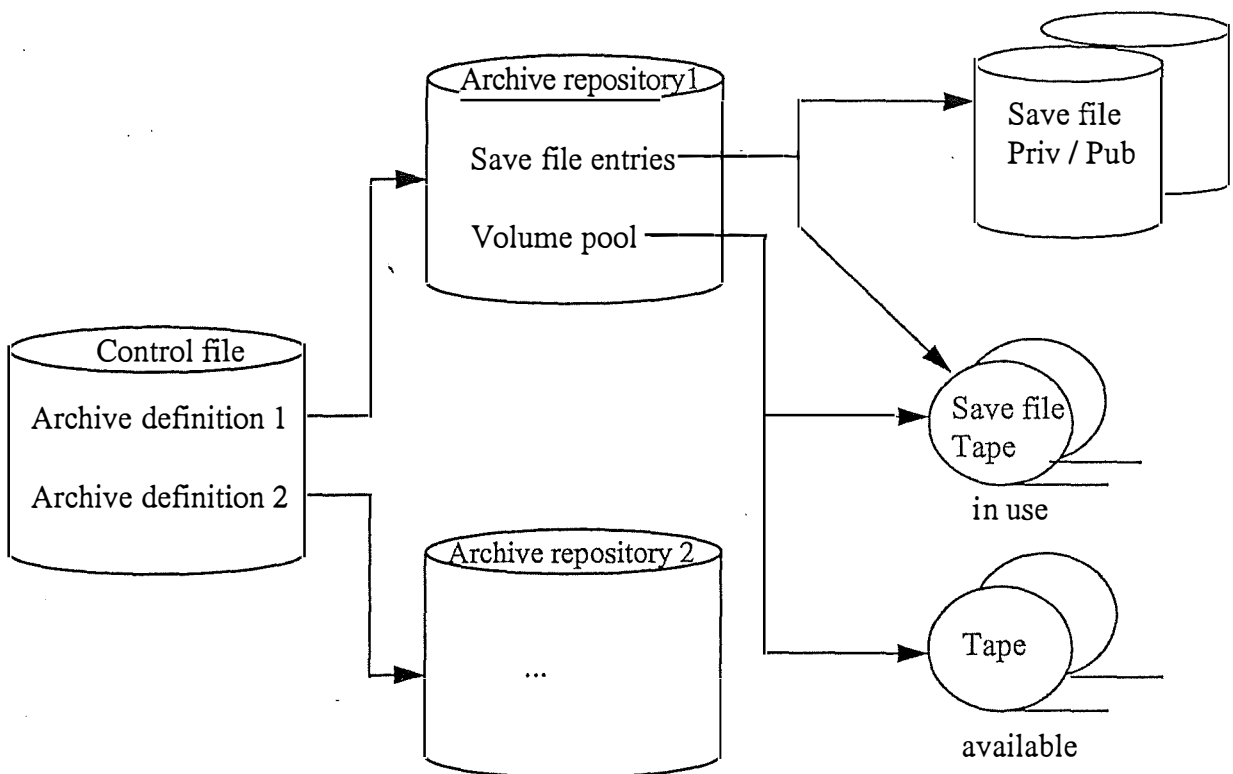 Archive repository1
Save file entries
Volume pool
Save file
Priv / Pub
Control file
Archive definition 1
Archive definition 2
Save file
Tape
in use
Archive repository 2
...
Tape
available